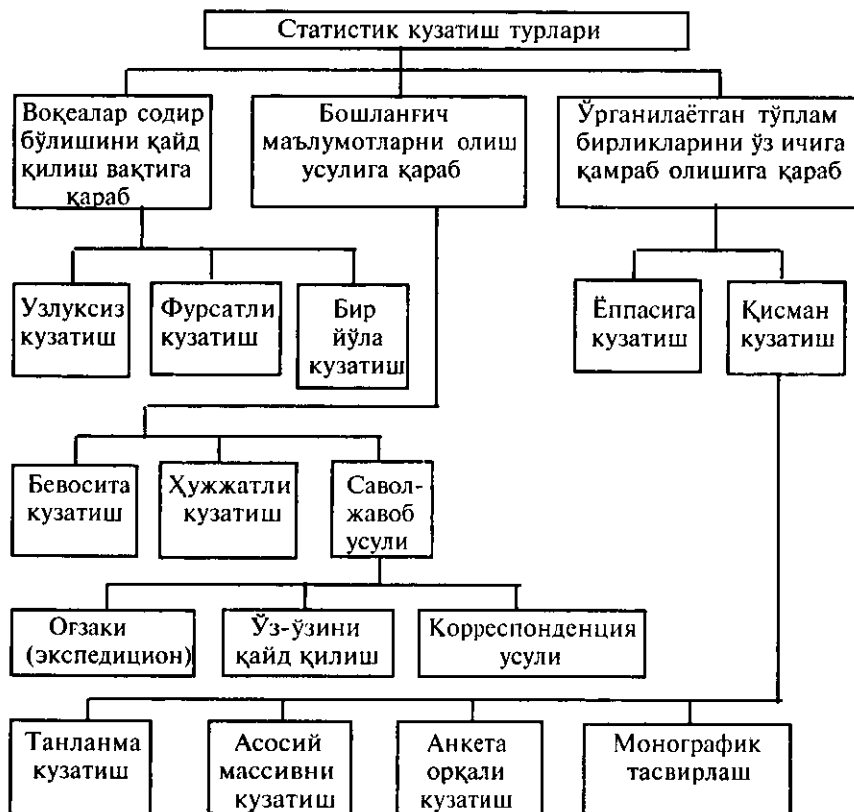 Статистик кузатиш турлари
Воқеалар содир
бўлишини қайд
қилиш вақтига
қараб
Бошланғич
маълумотларни олиш
усулига қараб
Ўрганилаётган тўплам
бирликларини ўз ичига
қамраб олишига қараб
Узлуксиз
кузатиш
Фурсатли
кузатиш
Бир
йўла
кузатиш
Ёппасига
кузатиш
Қисман
кузатиш
Бевосита
кузатиш
Ҳужжатли
кузатиш
Савол-
жавоб
усули
Оғзаки
(экспедицион)
Ўз-ўзини
қайд қилиш
Корреспонденция
усули
Танланма
кузатиш
Асосий
массивни
кузатиш
Анкета
орқали
кузатиш
Монографик
тасвирлаш